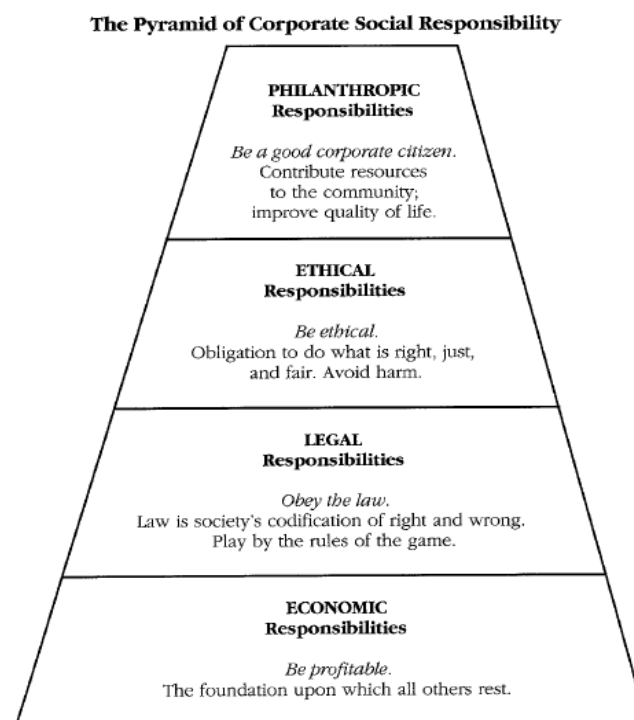 The Pyramid of Corporate Social Responsibility
PHILANTHROPIC
Responsibilities
Be a good corporate citizen.
Contribute resources
to the community;
improve quality of life.
ETHICAL
Responsibilities
Be ethical.
Obligation to do what is right, just,
and fair. Avoid harm.
LEGAL
Responsibilities
Obey the law.
Law is society's codification of right and wrong.
Play by the rules of the game.
ECONOMIC
Responsibilities
Be profitable.
The foundation upon which all others rest.